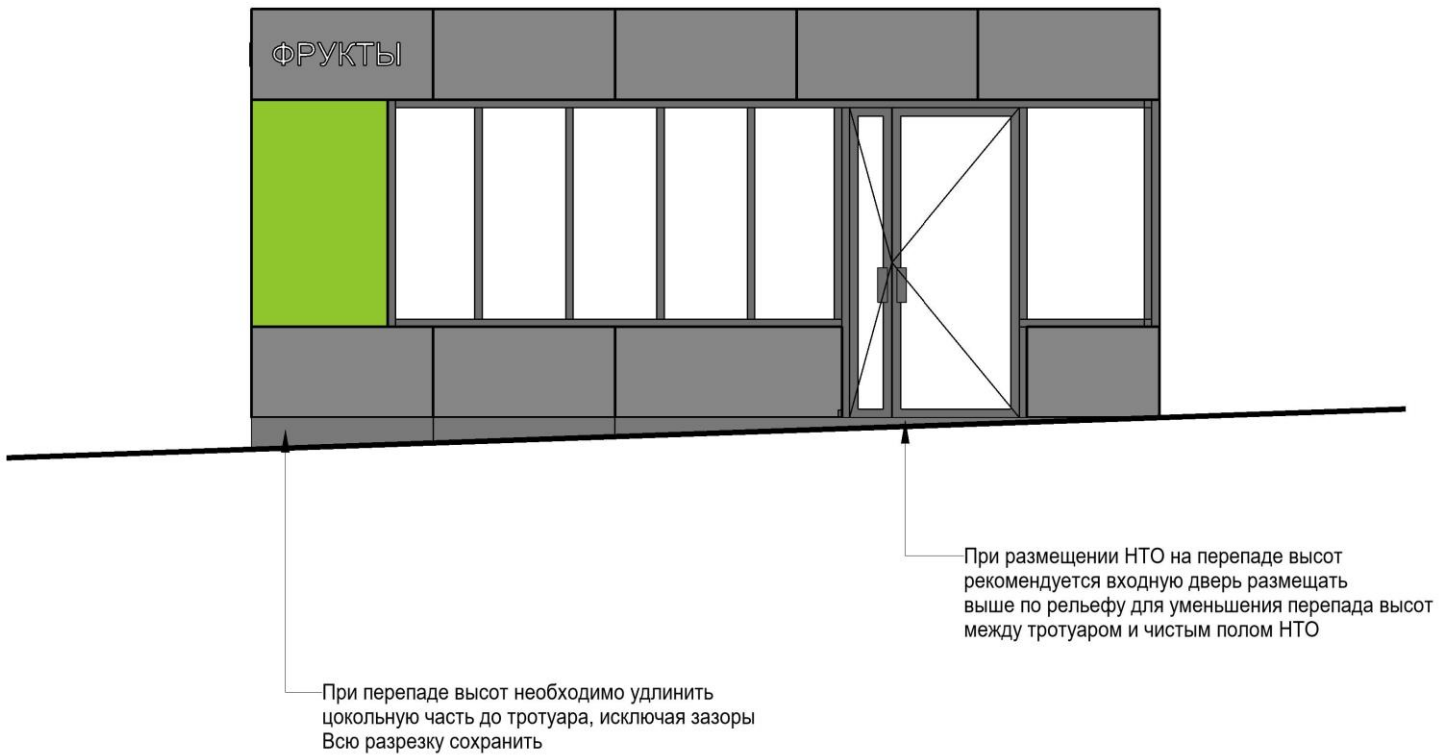 ФРУКТЫ
При размещении НТО на перепаде высот
рекомендуется входную дверь размещать
выше по рельефу для уменьшения перепада высот
между тротуаром и чистым полом НТО
При перепаде высот необходимо удлинить
цокольную часть до тротуара, исключая зазоры
Всю разрезку сохранить